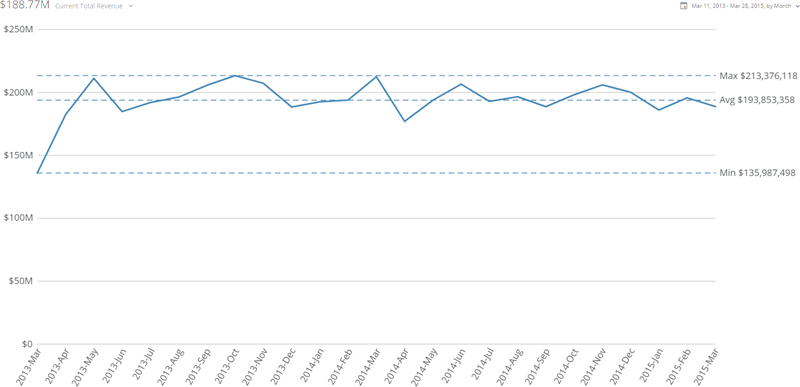 $188.77M Current Total Revenue
Mar 11, 2013 - Mar 28, 2015, by Month
$250M
Max $213,376,118
$200M
Avg $193,853,358
$150M
Min $135,987,498
$100M
$50M
$0
2013-Mar 2013-Apr 2013-May 2013-Jun 2013-Jul 2013-Aug 2013-Sep 2013-Oct 2013-Nov 2013-Dec 2014-Jan 2014-Feb 2014-Mar 2014-Apr 2014-May 2014-Jun 2014-Jul 2014-Aug 2014-Sep 2014-Oct 2014-Nov 2014-Dec 2015-Jan 2015-Feb 2015-Mar